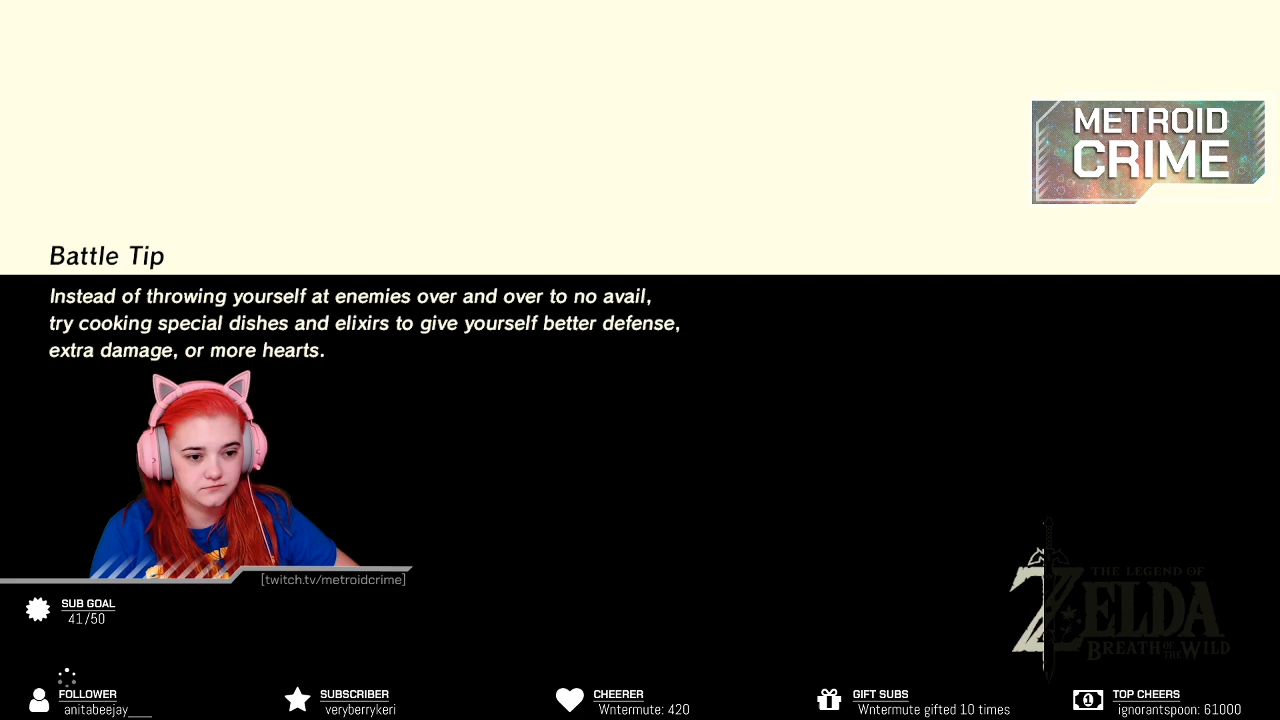 METROID
CRIME
Battle Tip
Instead of throwing yourself at enemies over and over to no avail,
try cooking special dishes and elixirs to give yourself better defense,
extra damage, or more hearts.
[twitch.tv/metroidcrime]
SUB GOAL
41/50
THE LEGEND OF
ZELDA
BREATH OF THE WILD
FOLLOWER
anitabeejay___
SUBSCRIBER
veryberrykeri
CHEERER
Wntermute: 420
GIFT SUBS
Wntermute gifted 10 times
TOP CHEERS
ignorantspoon: 61000